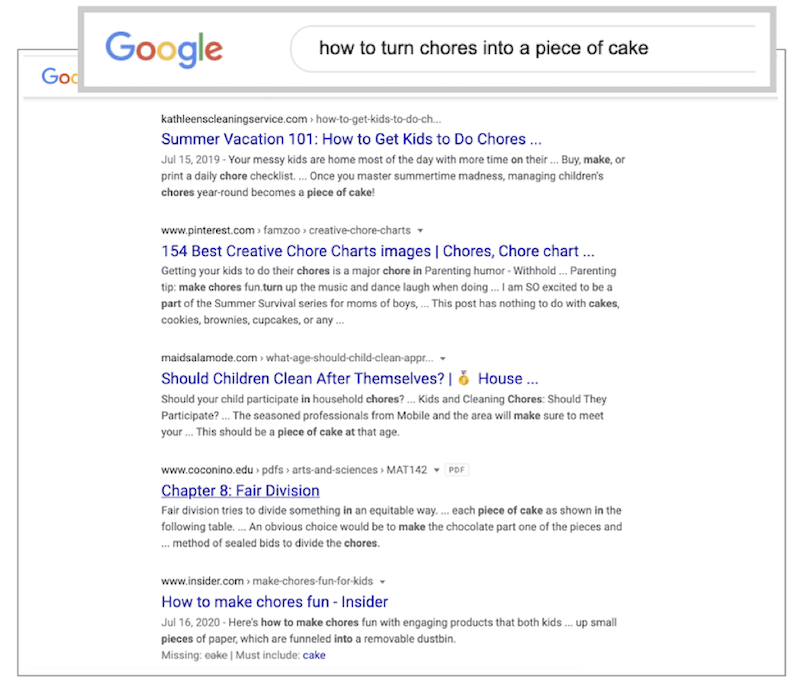 Google
how to turn chores into a piece of cake
Goo
kathleenscleaningservice.com › how-to-get-kids-to-do-ch...
Summer Vacation 101: How to Get Kids to Do Chores ...
Jul 15, 2019 - Your messy kids are home most of the day with more time on their ... Buy, make, or
print a daily chore checklist. ... Once you master summertime madness, managing children's
chores year-round becomes a piece of cake!
www.pinterest.com › famzoo › creative-chore-charts
154 Best Creative Chore Charts images | Chores, Chore chart ...
Getting your kids to do their chores is a major chore in Parenting humor - Withhold ... Parenting
tip: make chores fun.turn up the music and dance laugh when doing ... I am SO excited to be a
part of the Summer Survival series for moms of boys, ... This post has nothing to do with cakes,
cookies, brownies, cupcakes, or any ...
maidsalamode.com › what-age-should-child-clean-appr...
Should Children Clean After Themselves? | 🥇 House ...
Should your child participate in household chores? ... Kids and Cleaning Chores: Should They
Participate? ... The seasoned professionals from Mobile and the area will make sure to meet
your ... This should be a piece of cake at that age.
www.coconino.edu › pdfs › arts-and-sciences › MAT142 PDF
Chapter 8: Fair Division
Fair division tries to divide something in an equitable way. ... each piece of cake as shown in the
following table. ... An obvious choice would be to make the chocolate part one of the pieces and
... method of sealed bids to divide the chores.
www.insider.com › make-chores-fun-for-kids
How to make chores fun - Insider
Jul 16, 2020 - Here's how to make chores fun with engaging products that both kids ... up small
pieces of paper, which are funneled into a removable dustbin.
Missing: cake | Must include: cake